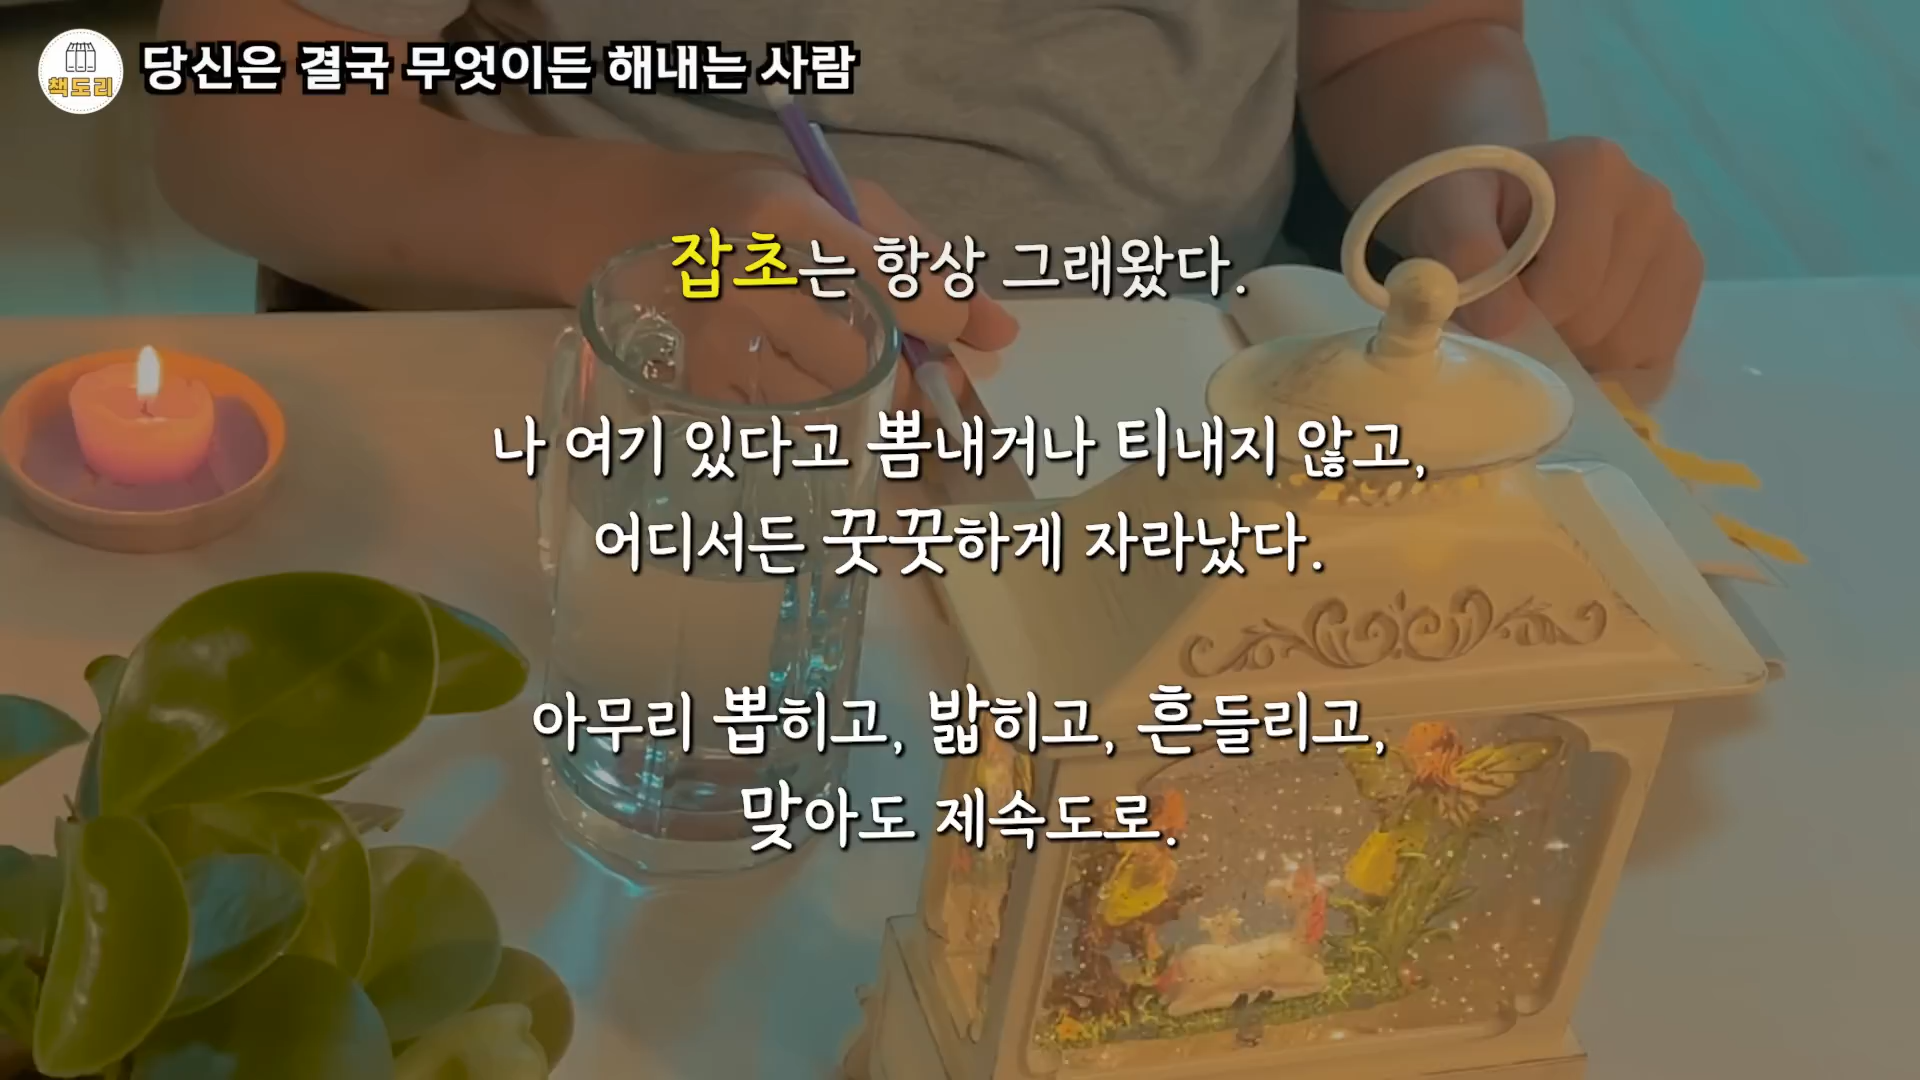 책도리
당신은 결국 무엇이든 해내는 사람
잡초는 항상 그래왔다.
나 여기 있다고 뽐내거나 티내지 않고,
어디서든 꿋꿋하게 자라났다.
아무리 뽑히고, 밟히고, 흔들리고,
맞아도 제속도로.